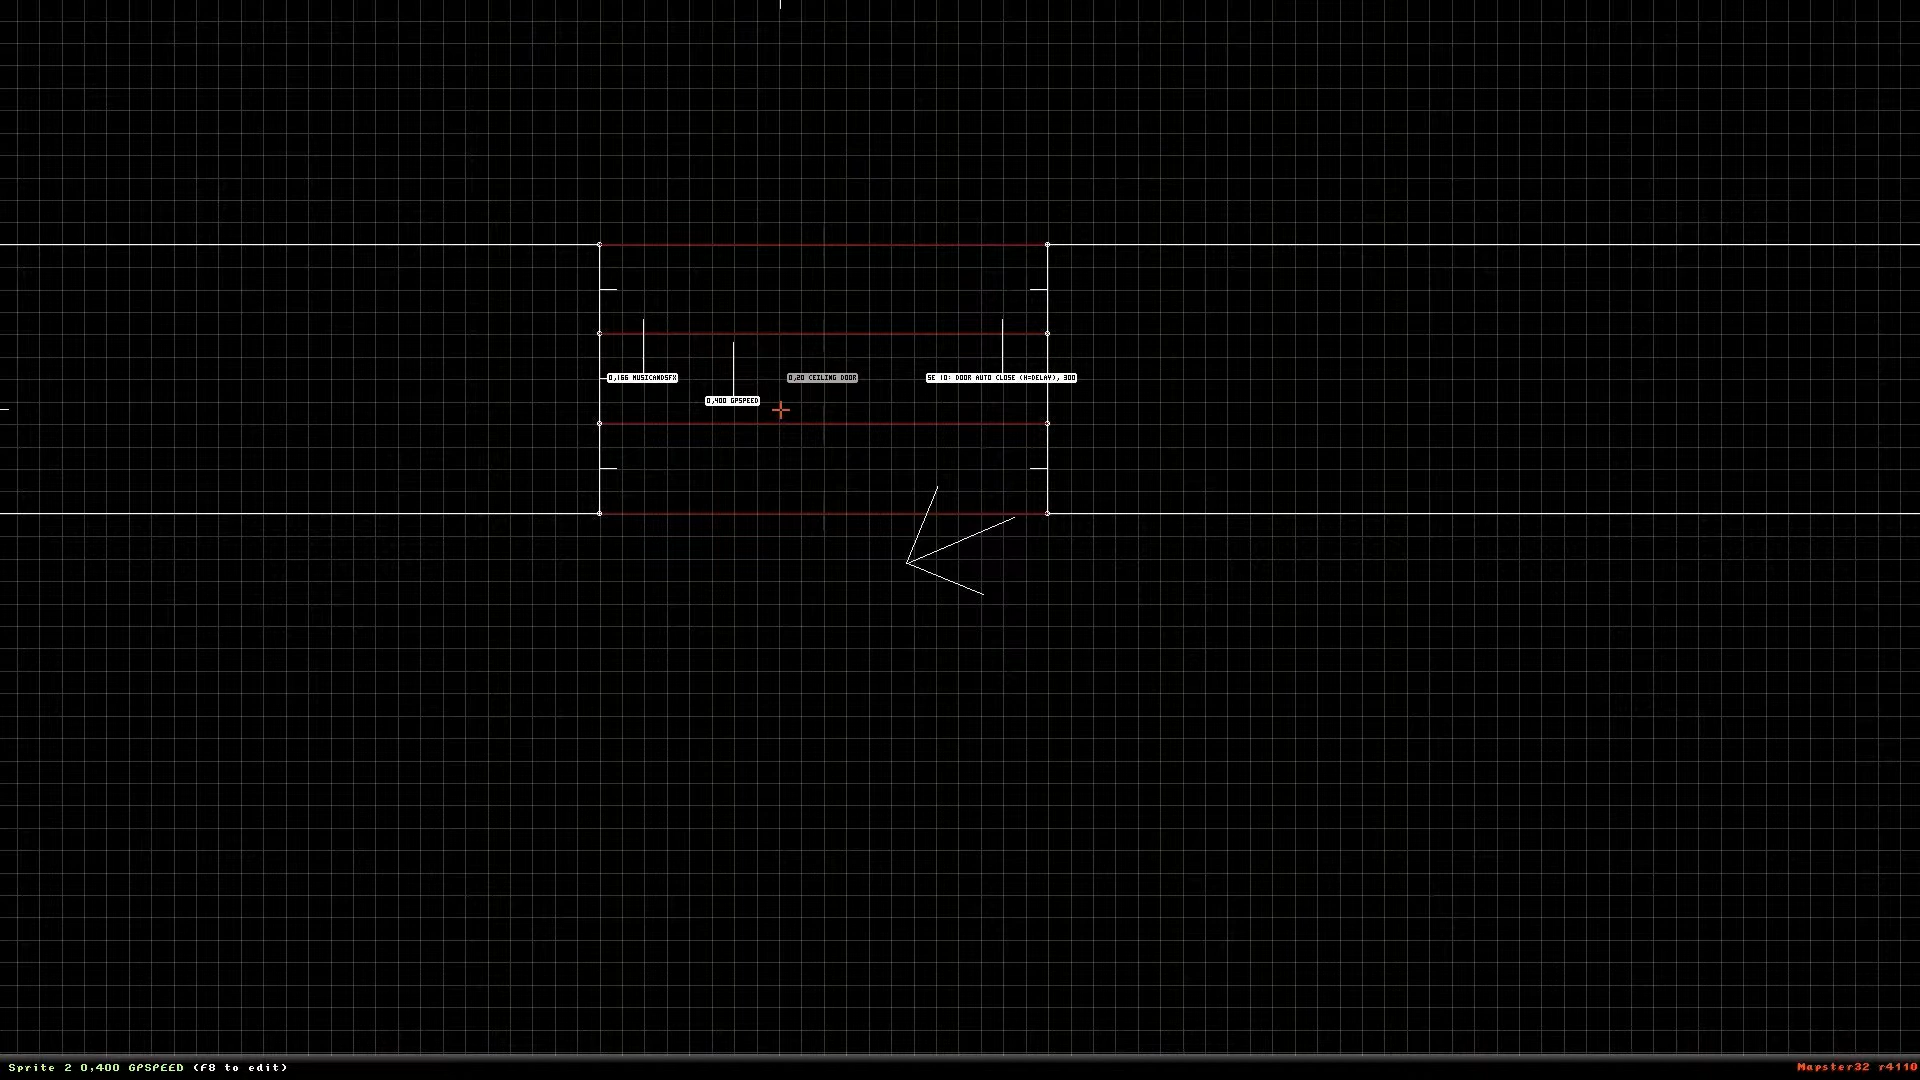 0,166 MUSICANDSFX
0,20 CEILING DOOR
SE 10: DOOR AUTO CLOSE (H=DELAY), 300
0,400 GPSPEED
Sprite 2 0,400 GPSPEED (F8 to edit)
Mapster32 r4110